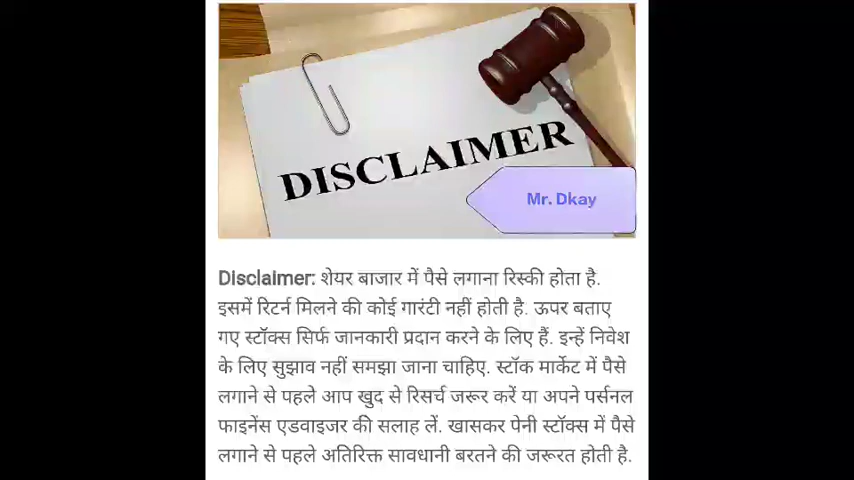 DISCLAIMER
Mr. Dkay
Disclaimer: शेयर बाजार में पैसे लगाना रिस्की होता है.
इसमें रिटर्न मिलने की कोई गारंटी नहीं होती है. ऊपर बताए
गए स्टॉक्स सिर्फ जानकारी प्रदान करने के लिए हैं. इन्हें निवेश
के लिए सुझाव नहीं समझा जाना चाहिए. स्टॉक मार्केट में पैसे
लगाने से पहले आप खुद से रिसर्च जरूर करें या अपने पर्सनल
फाइनेंस एडवाइजर की सलाह लें. खासकर पेनी स्टॉक्स में पैसे
लगाने से पहले अतिरिक्त सावधानी बरतने की जरूरत होती है.